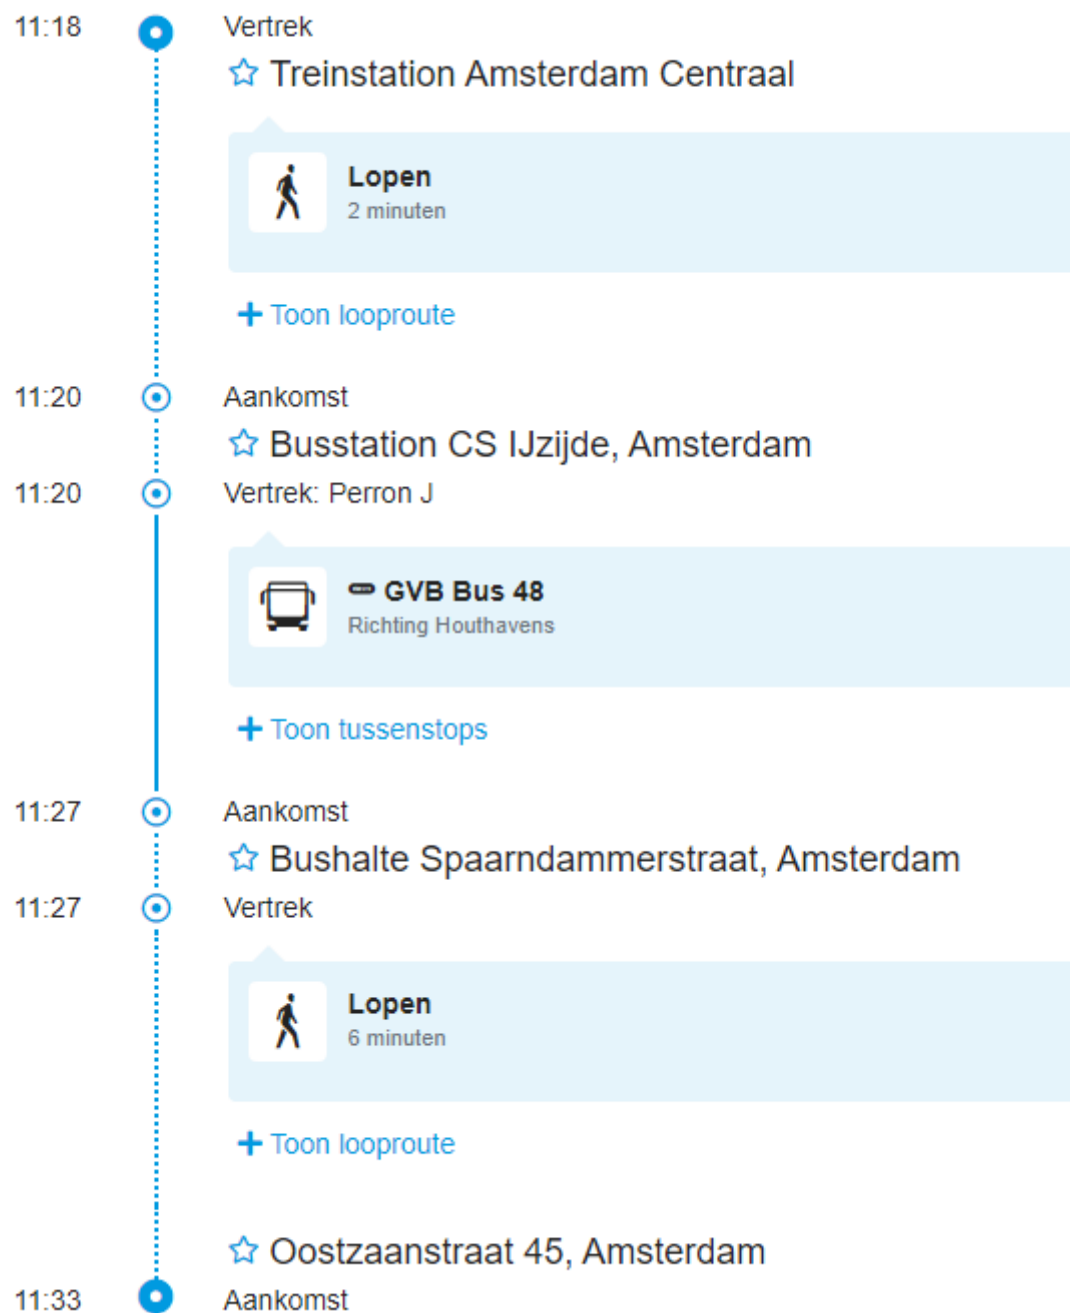 11:18 Vertrek
Treinstation Amsterdam Centraal
Lopen
2 minuten
Toon looproute
11:20 Aankomst
Busstation CS IJzijde, Amsterdam
11:20 Vertrek: Perron J
GVB Bus 48
Richting Houthavens
Toon tussenstops
11:27 Aankomst
Bushalte Spaarndammerstraat, Amsterdam
11:27 Vertrek
Lopen
6 minuten
Toon looproute
Oostzaanstraat 45, Amsterdam
11:33 Aankomst